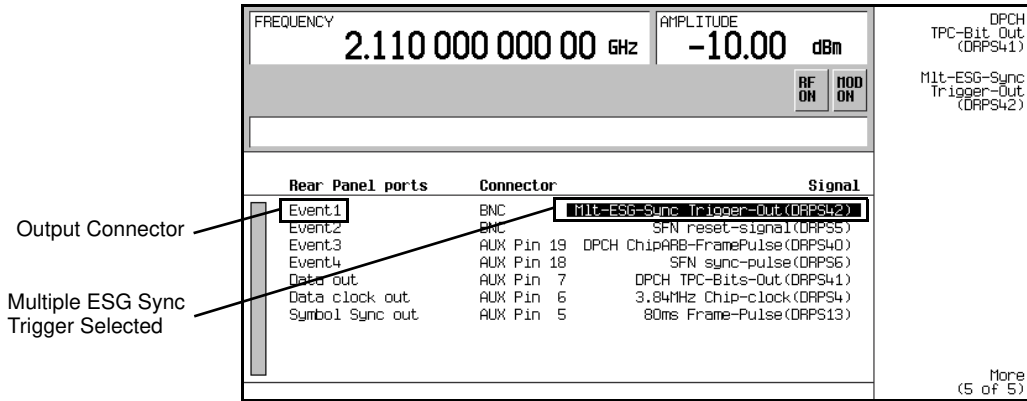 FREQUENCY
2.110 000 000 00 GHz
AMPLITUDE
-10.00 dBm
RF ON
MOD ON
DPCH
TPC-Bit Out
(DRPS41)
Mlt-ESG-Sync
Trigger-Out
(DRPS42)
Rear Panel ports Connector Signal
Event1 BNC Mlt-ESG-Sync Trigger-Out(DRPS42)
Event2 BNC SFN reset-signal(DRPS5)
Event3 AUX Pin 19 DPCH ChipARB-FramePulse(DRPS40)
Event4 AUX Pin 18 SFN sync-pulse(DRPS6)
Data out AUX Pin 7 DPCH TPC-Bits-Out(DRPS41)
Data clock out AUX Pin 6 3.84MHz Chip-clock(DRPS4)
Symbol Sync out AUX Pin 5 80ms Frame-Pulse(DRPS13)
Output Connector
Multiple ESG Sync
Trigger Selected
More
(5 of 5)